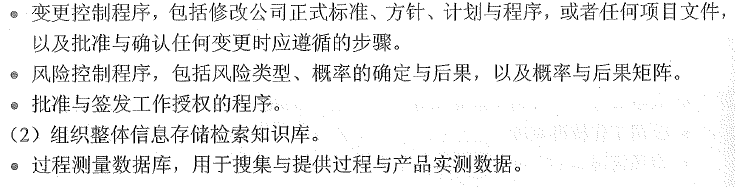 ● 变更控制程序，包括修改公司正式标准、方针、计划与程序，或者任何项目文件，
以及批准与确认任何变更时应遵循的步骤。
● 风险控制程序，包括风险类型、概率的确定与后果，以及概率与后果矩阵。
● 批准与签发工作授权的程序。
（2）组织整体信息存储检索知识库。
● 过程测量数据库，用于搜集与提供过程与产品实测数据。